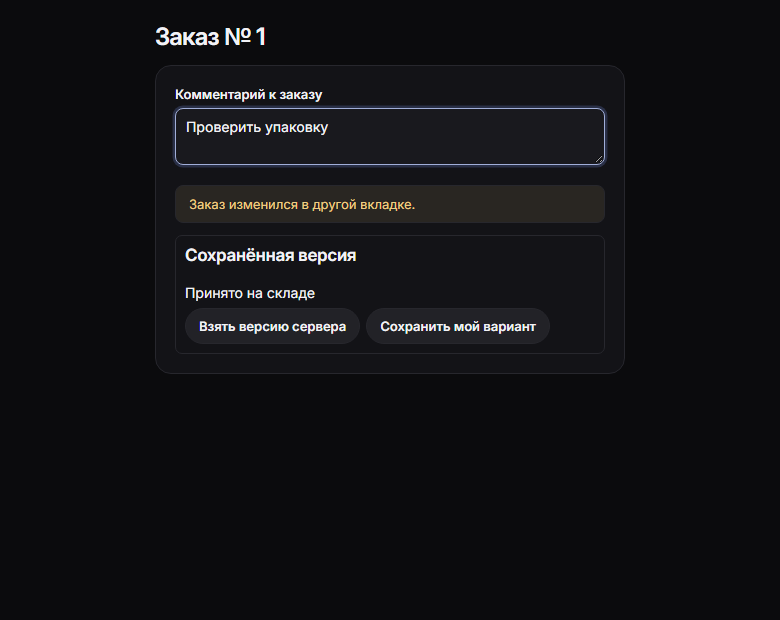 Заказ № 1
Комментарий к заказу
Проверить упаковку
Заказ изменился в другой вкладке.
Сохранённая версия
Принято на складе
Взять версию сервера
Сохранить мой вариант